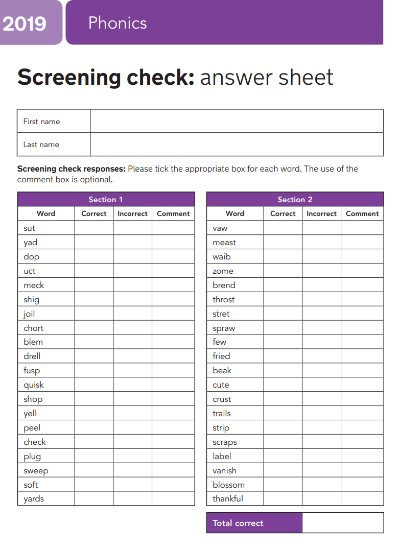 2019 Phonics
Screening check: answer sheet
First name
Last name
Screening check responses: Please tick the appropriate box for each word. The use of the
comment box is optional.
Section 1
Word Correct Incorrect Comment
sut
yad
dop
uct
meck
shig
joil
chort
blem
drell
fusp
quisk
shop
yell
peel
check
plug
sweep
soft
yards
Section 2
Word Correct Incorrect Comment
vaw
meast
waib
zome
brend
throst
stret
spraw
few
fried
beak
cute
crust
trails
strip
scraps
label
vanish
blossom
thankful
Total correct